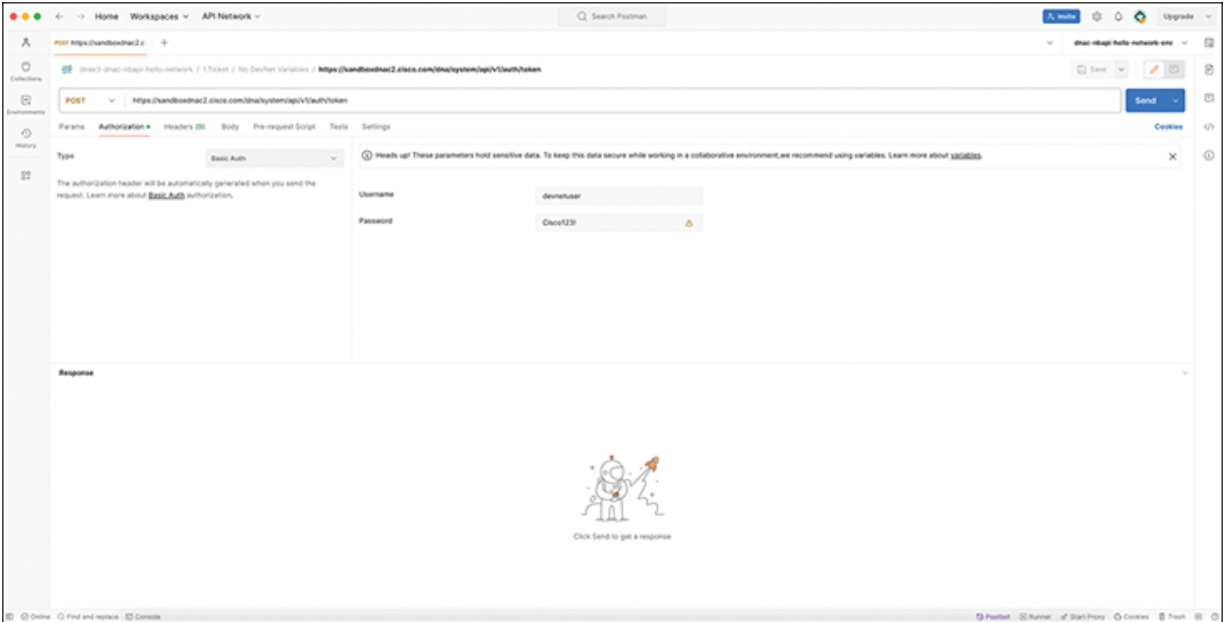 Home Workspaces API Network Search Postman Invite Upgrade
POST https://sandboxdnac2.c + dnac-nbapi-hello-network-env
dnav3-dnac-nbapi-hello-network / 1.Ticket / No DevNet Variables / https://sandboxdnac2.cisco.com/dna/system/api/v1/auth/token Save
POST https://sandboxdnac2.cisco.com/dna/system/api/v1/auth/token Send
Params Authorization Headers (9) Body Pre-request Script Tests Settings Cookies
Collections
Environments
History
Type Basic Auth
The authorization header will be automatically generated when you send the
request. Learn more about Basic Auth authorization.
Heads up! These parameters hold sensitive data. To keep this data secure while working in a collaborative environment,we recommend using variables. Learn more about variables.
Username devnetuser
Password Cisco123!
Response
Click Send to get a response
Online Find and replace Console Postbot Runner Start Proxy Cookies Trash